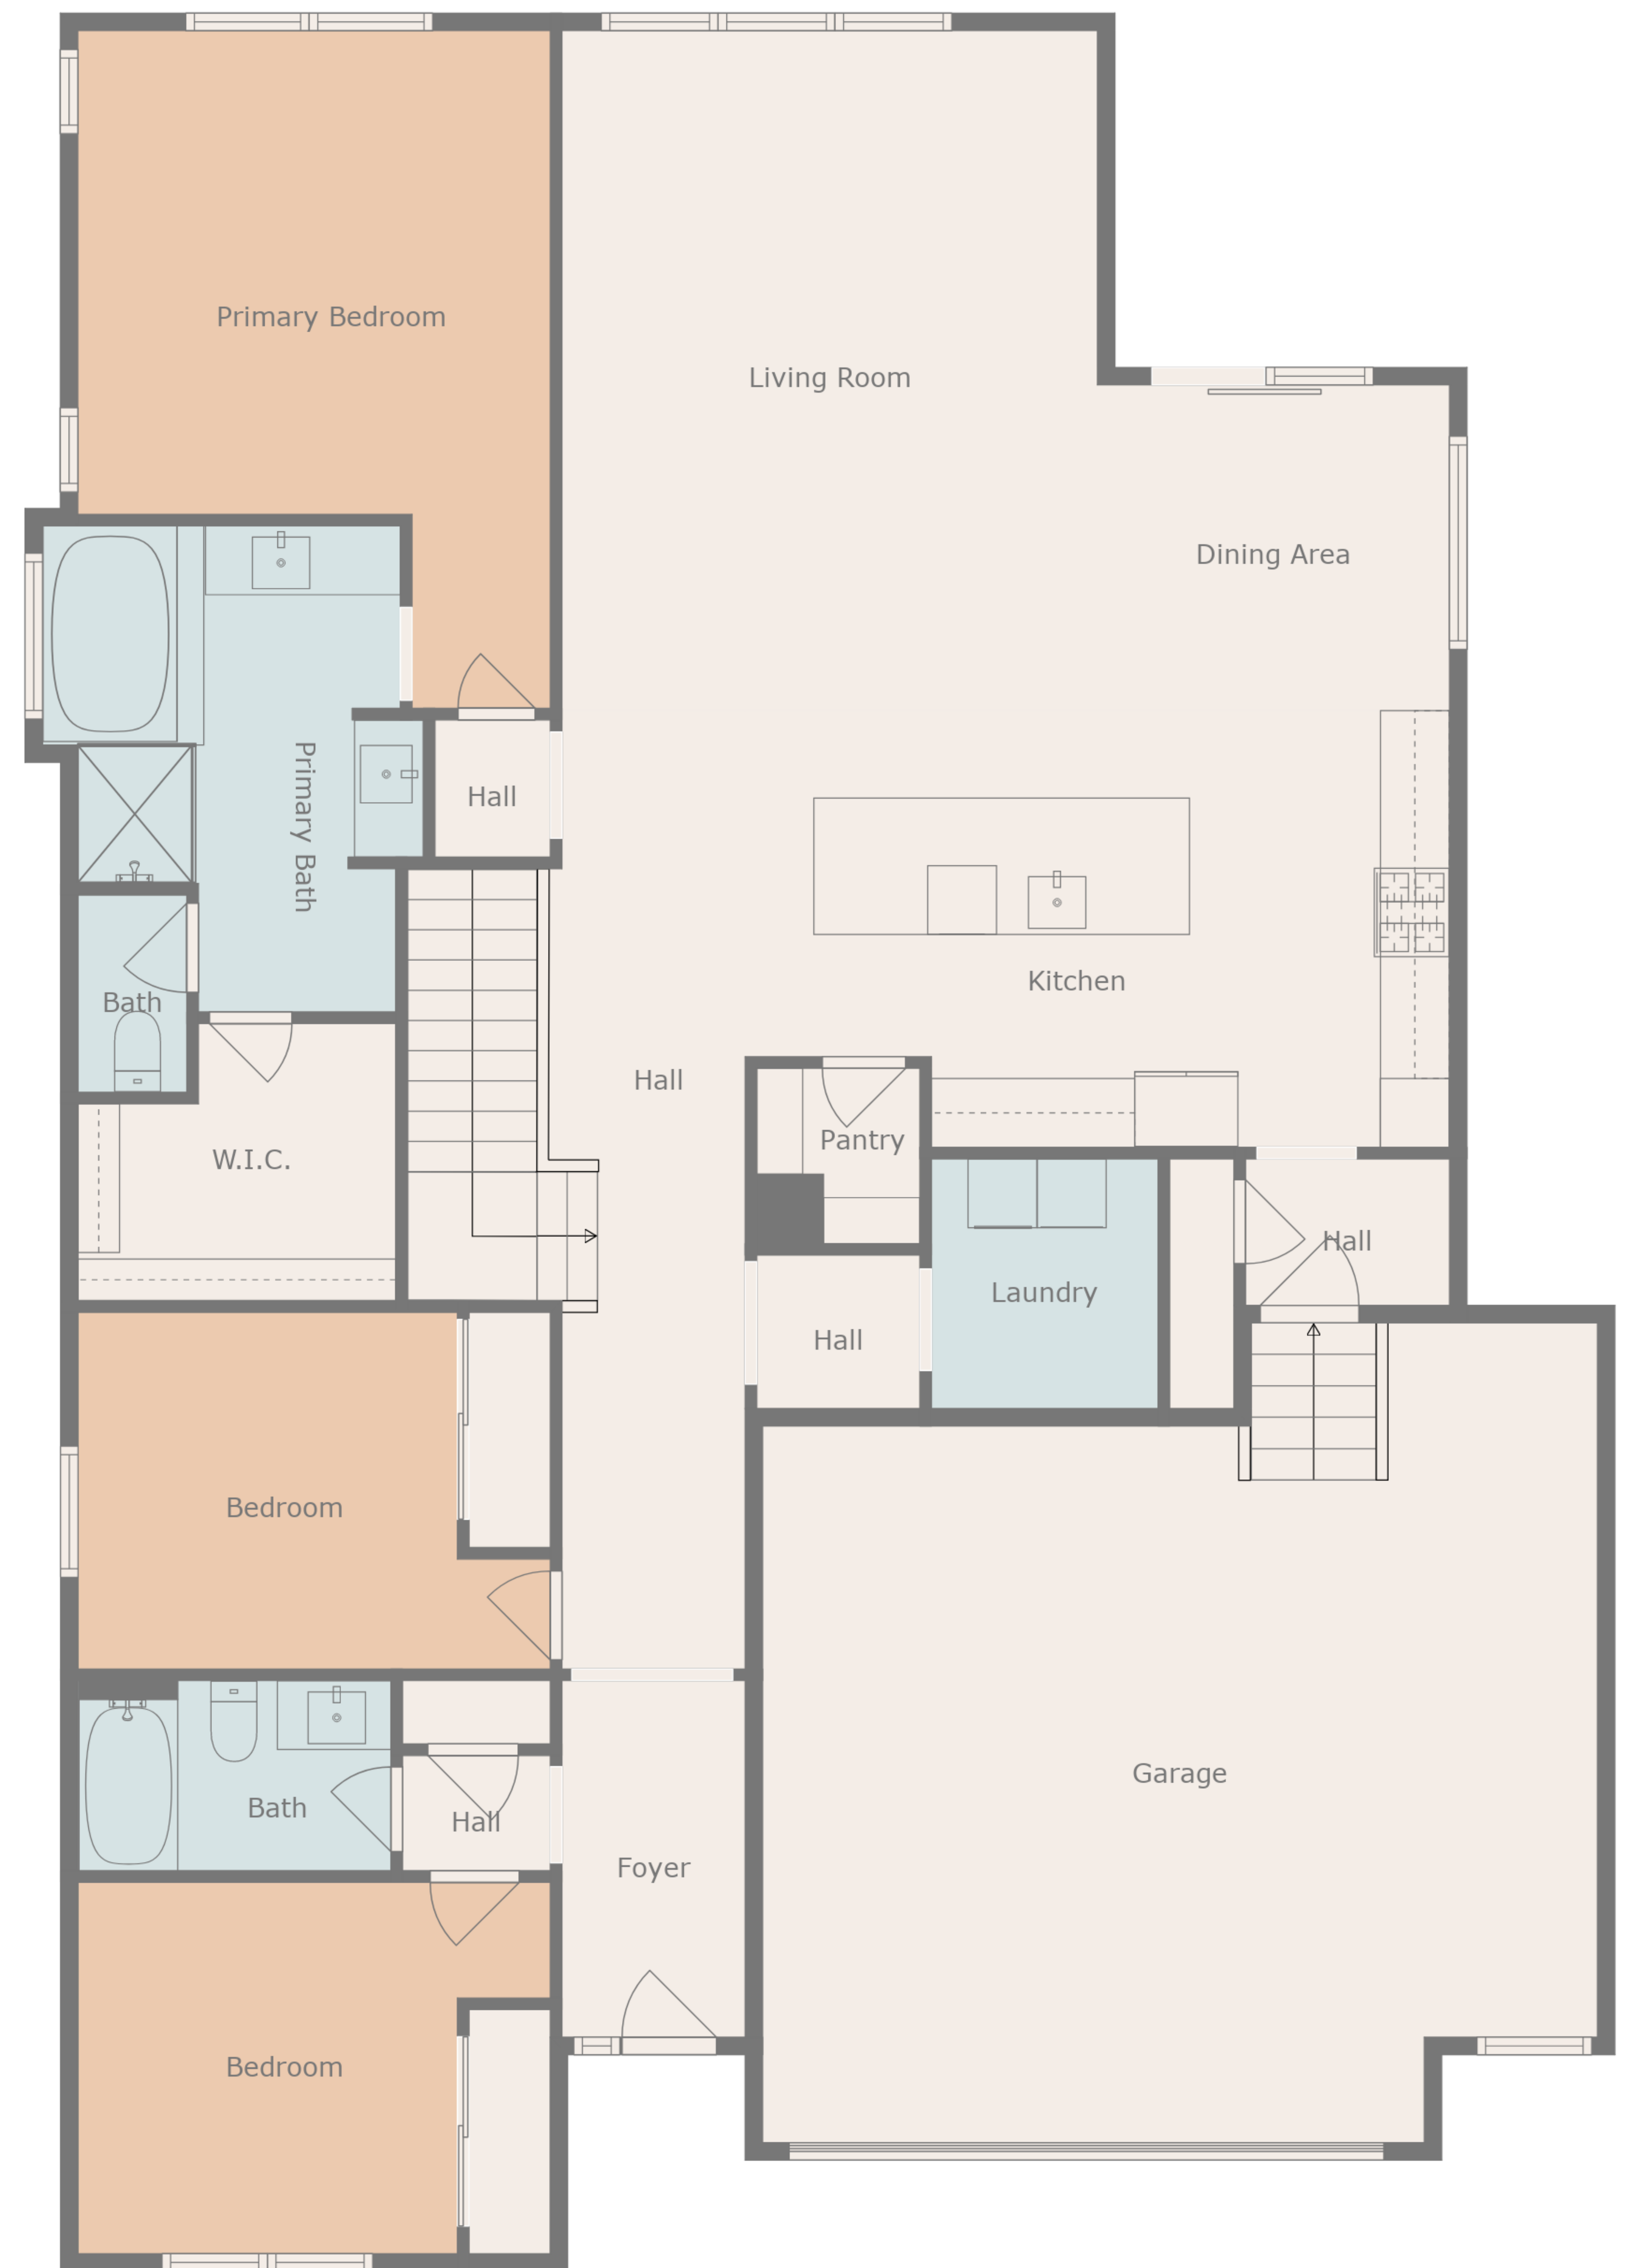 Primary Bedroom
Living Room
Dining Area
Primary Bath
Hall
Kitchen
Bath
Hall
Pantry
W.I.C.
Hall
Laundry
Hall
Bedroom
Garage
Bath
Hall
Foyer
Bedroom